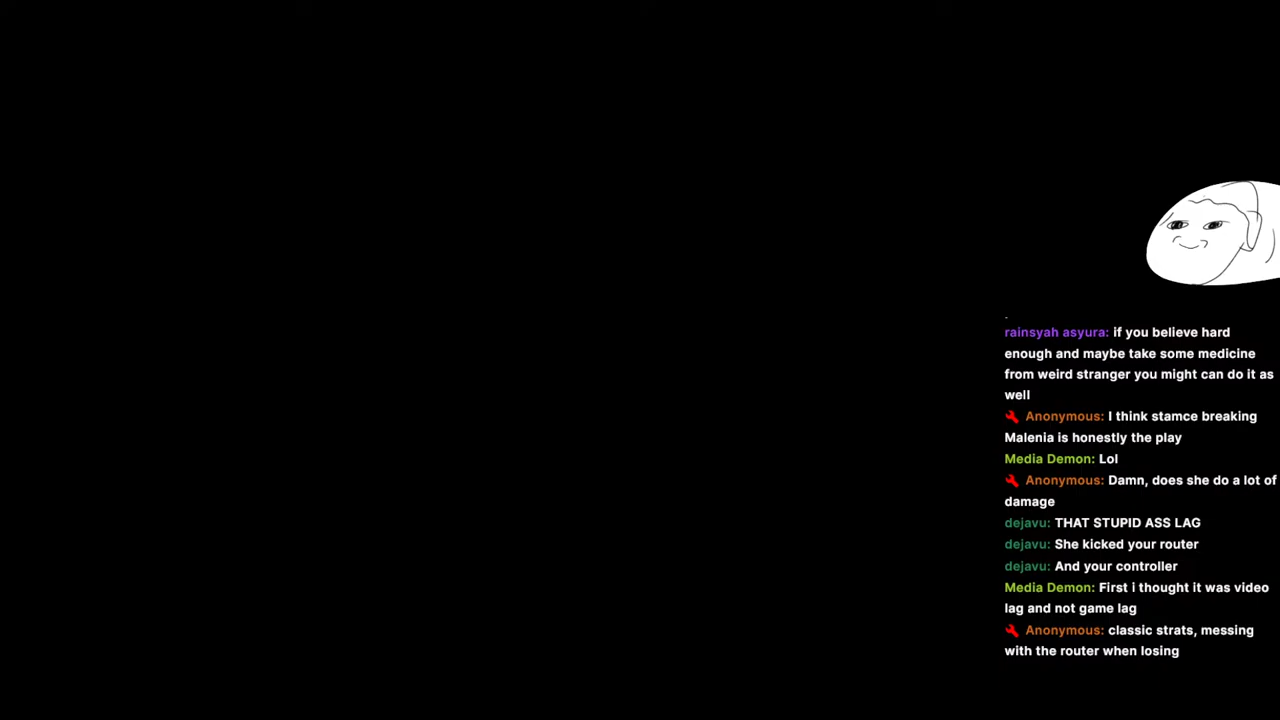 rainsyah asyura: if you believe hard
enough and maybe take some medicine
from weird stranger you might can do it as
well
Anonymous: I think stamce breaking
Malenia is honestly the play
Media Demon: Lol
Anonymous: Damn, does she do a lot of
damage
dejavu: THAT STUPID ASS LAG
dejavu: She kicked your router
dejavu: And your controller
Media Demon: First i thought it was video
lag and not game lag
Anonymous: classic strats, messing
with the router when losing